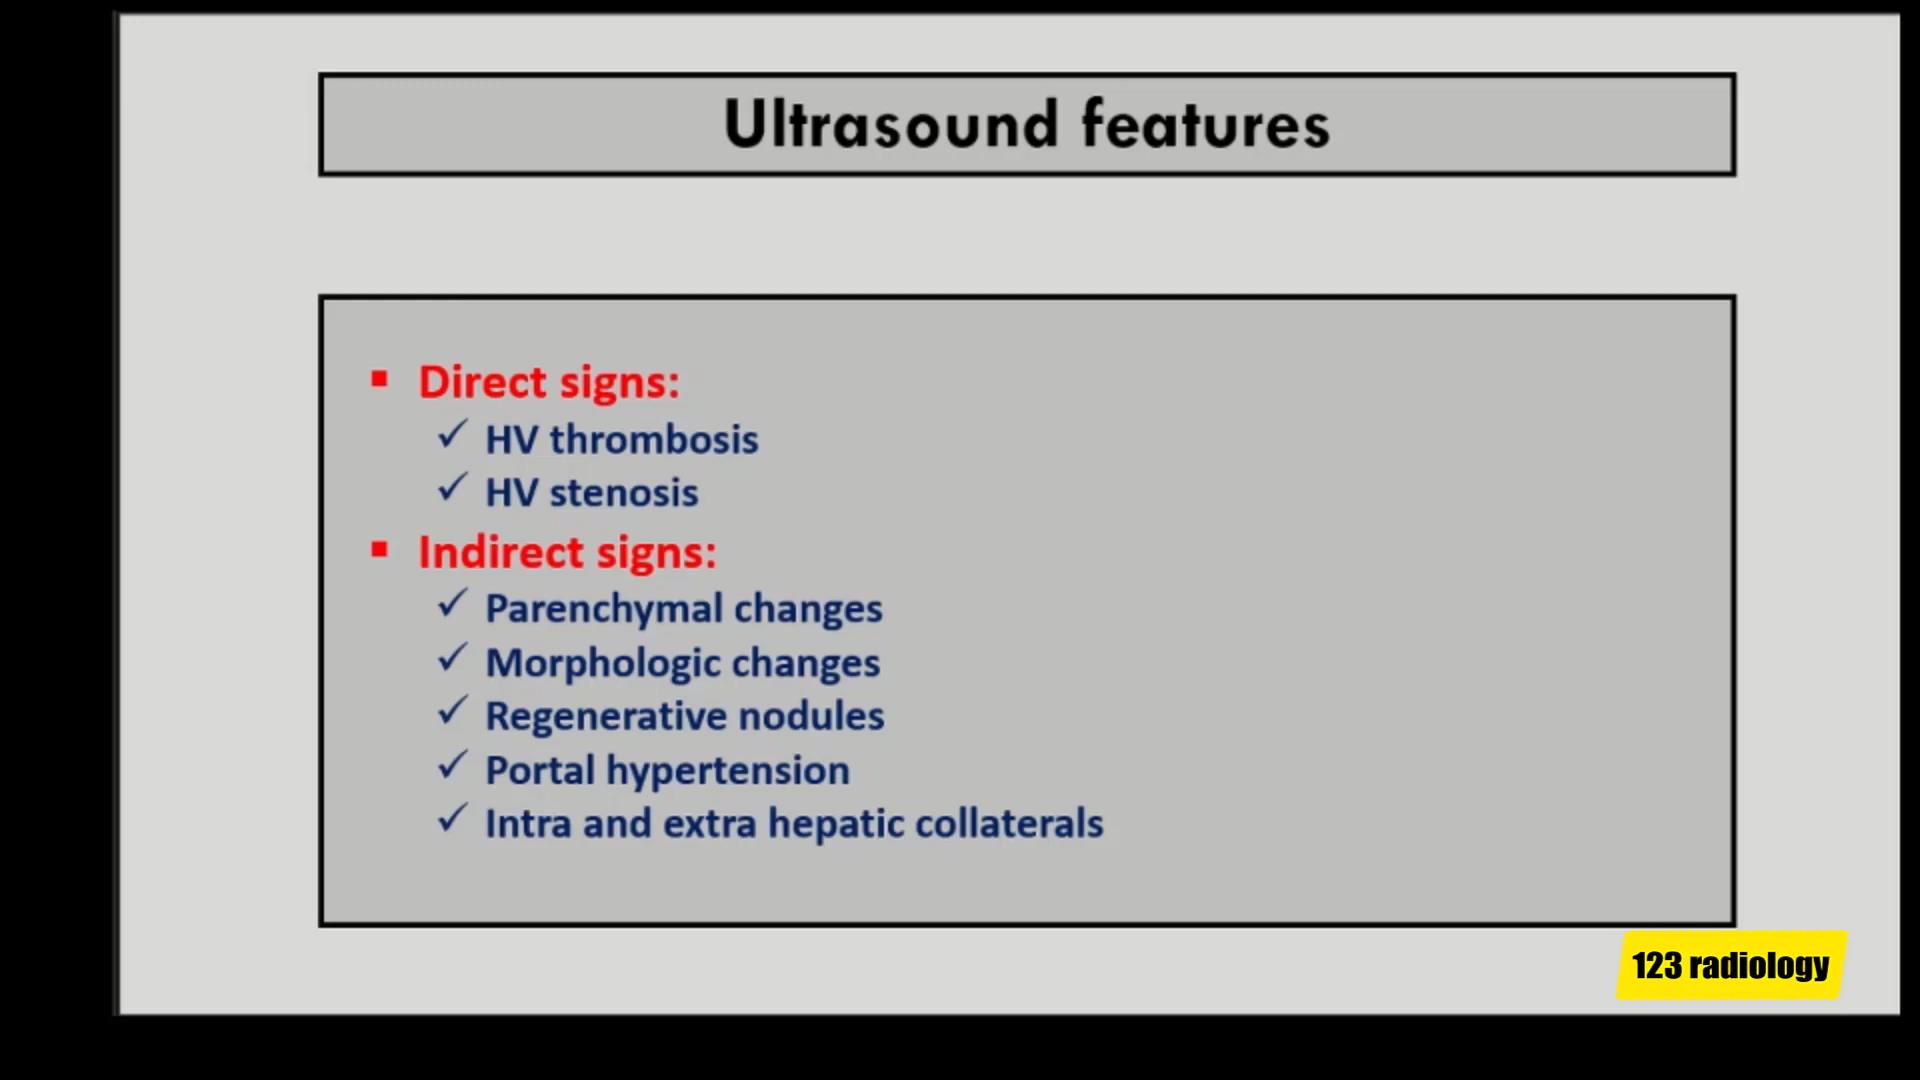 Ultrasound features
▪ Direct signs:
✓ HV thrombosis
✓ HV stenosis
▪ Indirect signs:
✓ Parenchymal changes
✓ Morphologic changes
✓ Regenerative nodules
✓ Portal hypertension
✓ Intra and extra hepatic collaterals
123 radiology